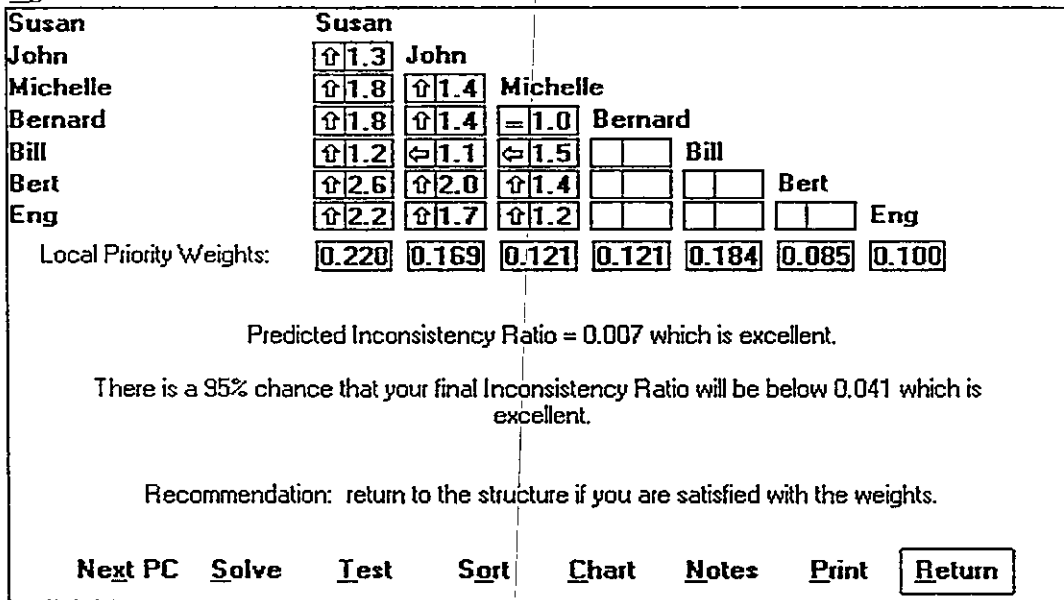 Susan Susan
John ⇧ 1.3 John
Michelle ⇧ 1.8 ⇧ 1.4 Michelle
Bernard ⇧ 1.8 ⇧ 1.4 = 1.0 Bernard
Bill ⇧ 1.2 ⇦ 1.1 ⇦ 1.5 Bill
Bert ⇧ 2.6 ⇧ 2.0 ⇧ 1.4 Bert
Eng ⇧ 2.2 ⇧ 1.7 ⇧ 1.2 Eng
Local Priority Weights: 0.220 0.169 0.121 0.121 0.184 0.085 0.100
Predicted Inconsistency Ratio = 0.007 which is excellent.
There is a 95% chance that your final Inconsistency Ratio will be below 0.041 which is
excellent.
Recommendation: return to the structure if you are satisfied with the weights.
Next PC Solve Test Sort Chart Notes Print Return